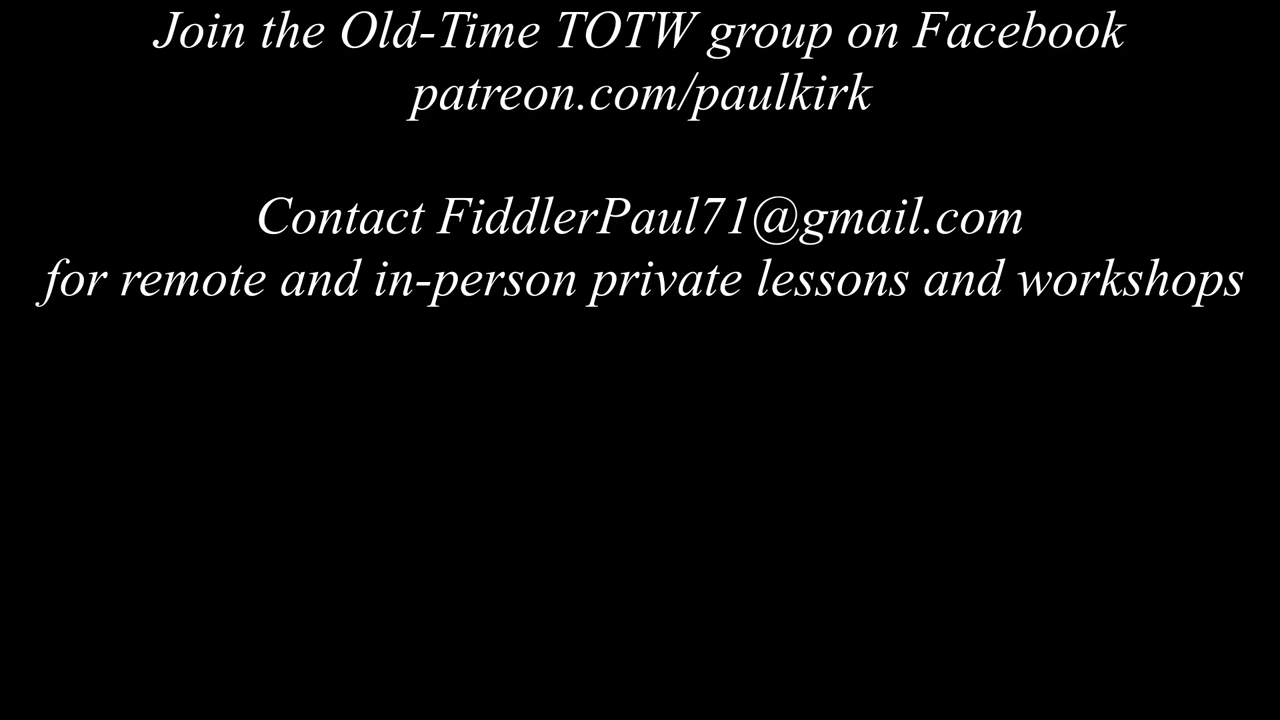 Join the Old-Time TOTW group on Facebook
patreon.com/paulkirk
Contact FiddlerPaul71@gmail.com
for remote and in-person private lessons and workshops